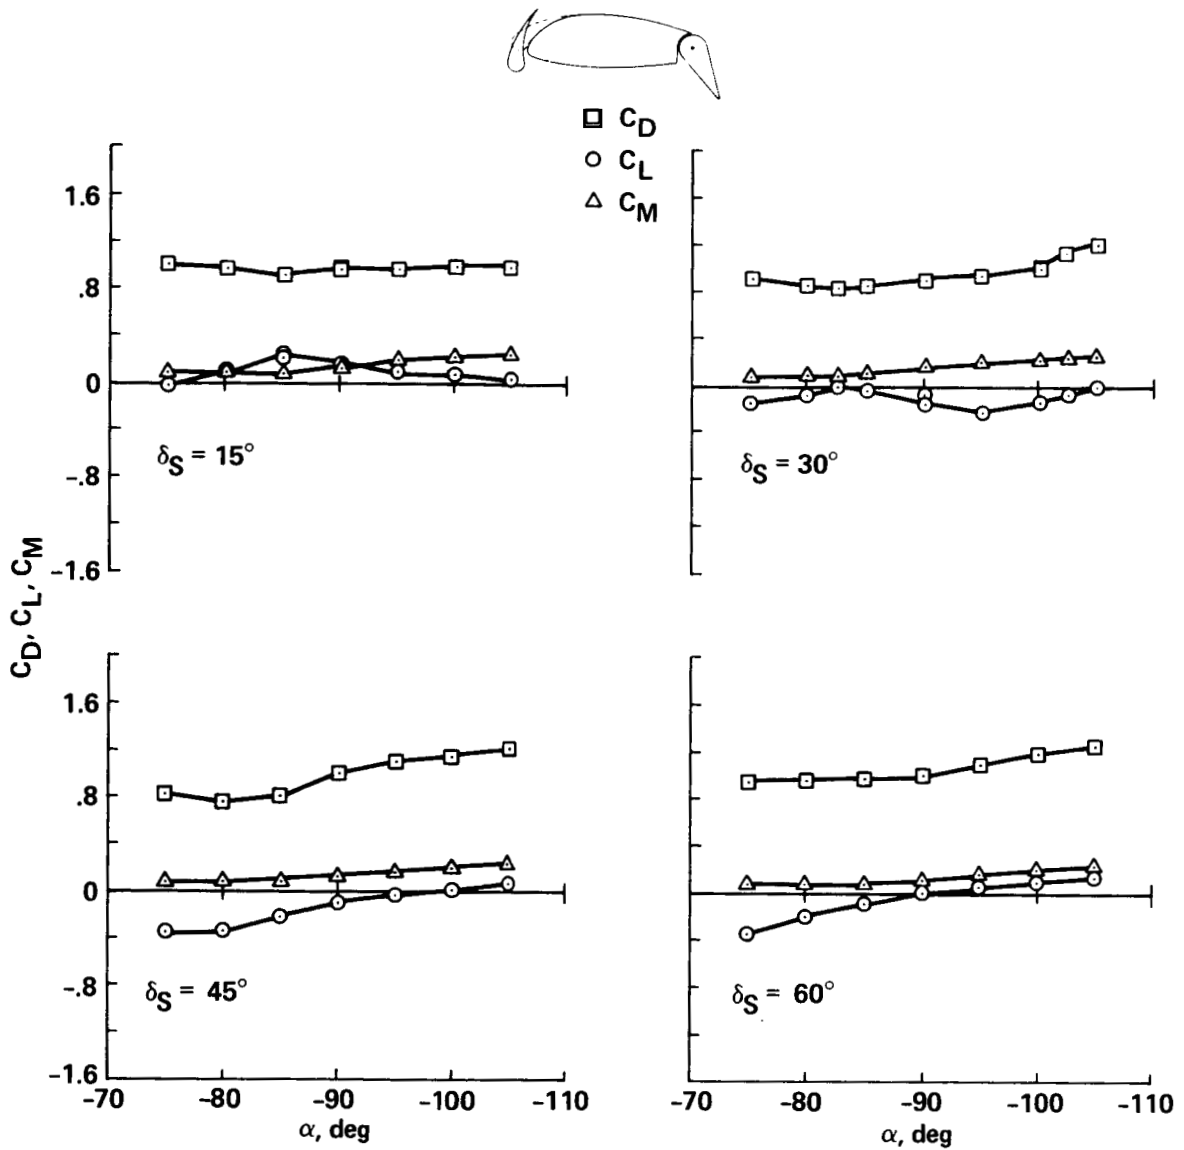 C_D
C_L
C_M
1.6
.8
0
–.8
–1.6
δ_S = 15°
δ_S = 30°
C_D, C_L, C_M
1.6
.8
0
–.8
–1.6
δ_S = 45°
δ_S = 60°
–70 –80 –90 –100 –110
α, deg
–70 –80 –90 –100 –110
α, deg